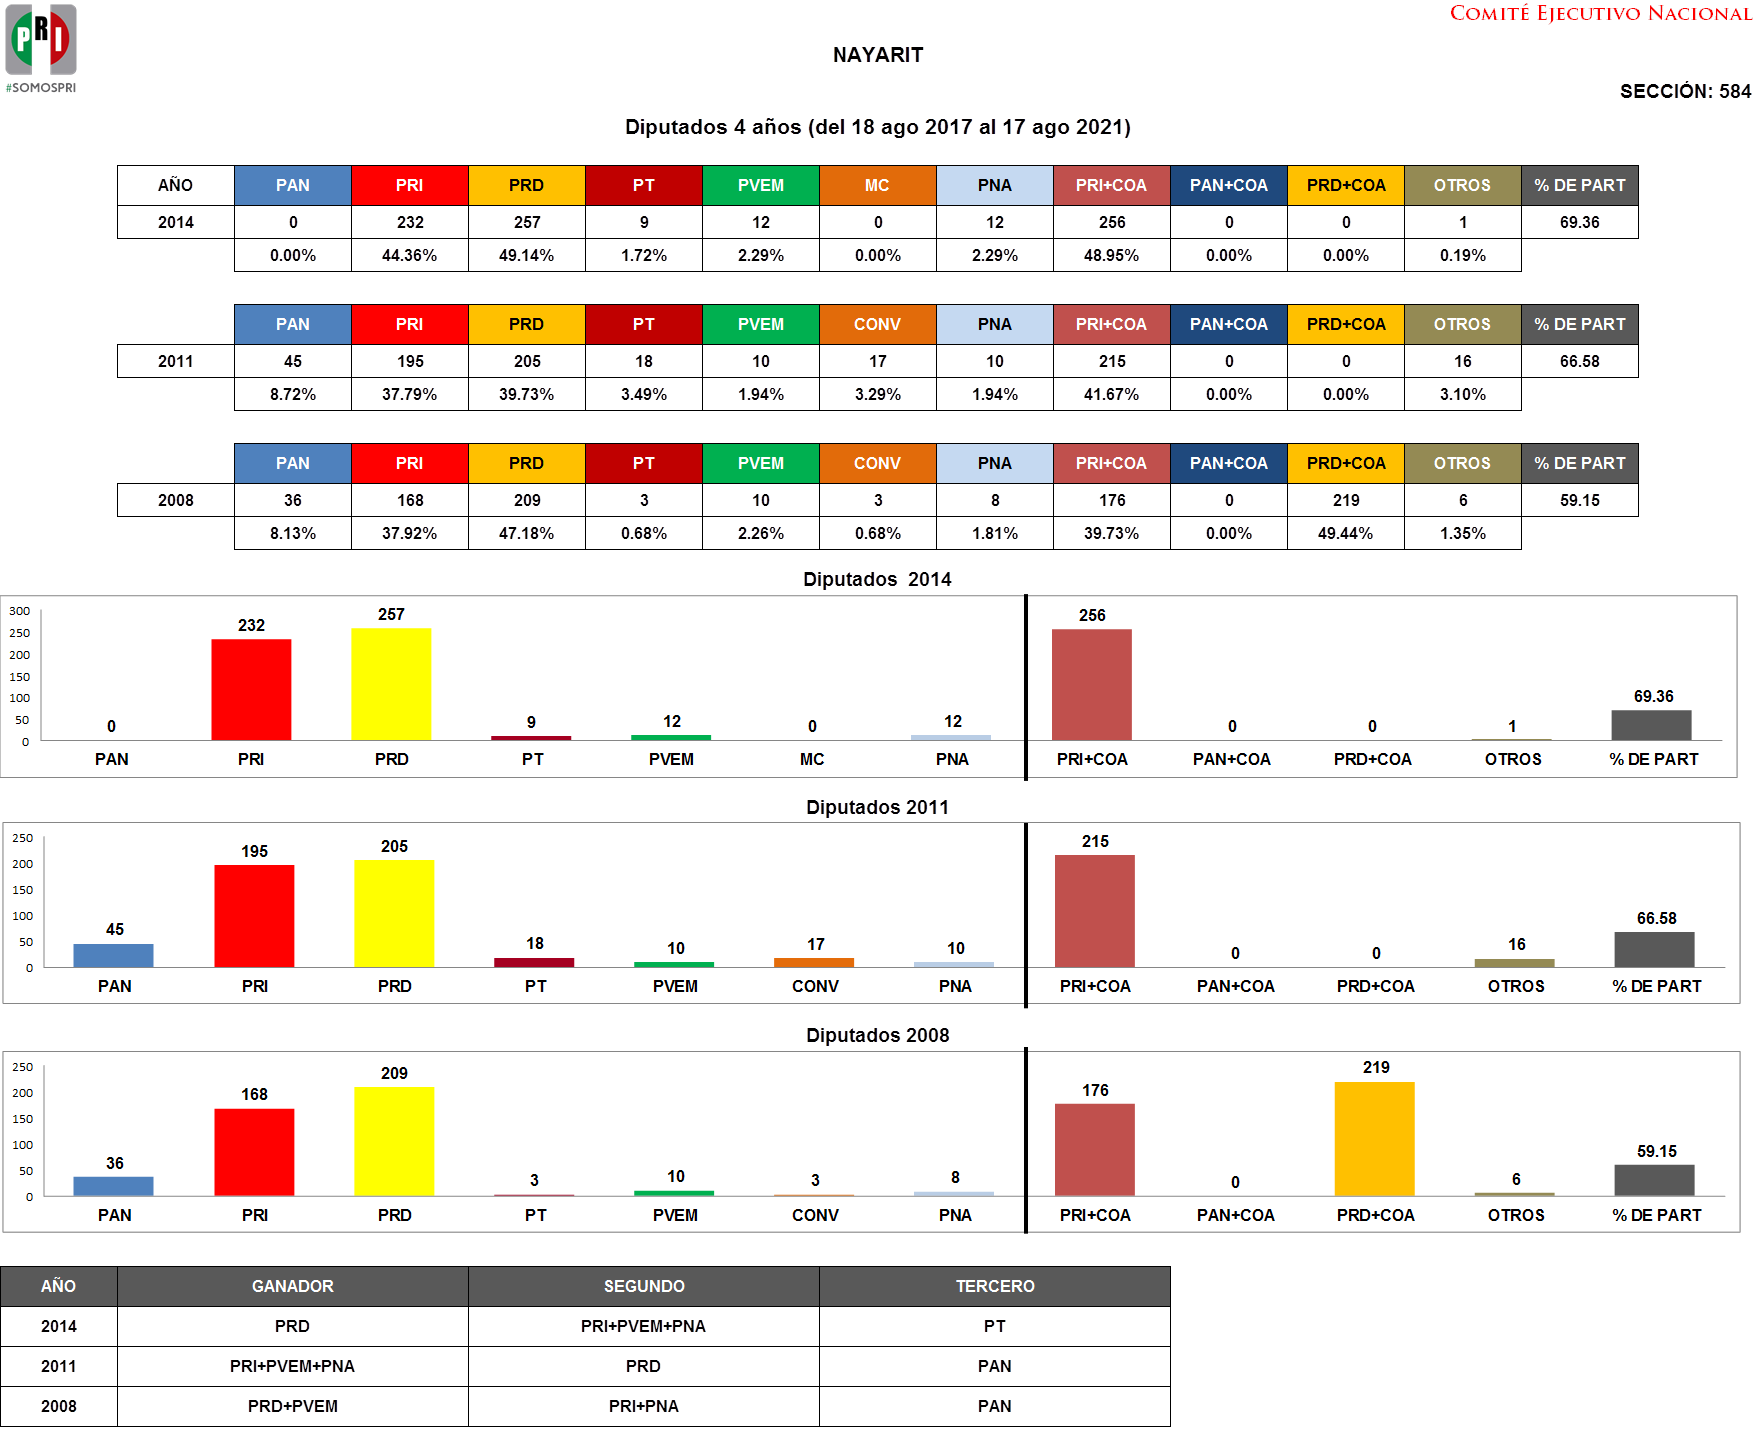 PRI
#SOMOSPRI
COMITÉ EJECUTIVO NACIONAL
NAYARIT
SECCIÓN: 584
Diputados 4 años (del 18 ago 2017 al 17 ago 2021)
AÑO PAN PRI PRD PT PVEM MC PNA PRI+COA PAN+COA PRD+COA OTROS % DE PART
2014 0 232 257 9 12 0 12 256 0 0 1 69.36
0.00% 44.36% 49.14% 1.72% 2.29% 0.00% 2.29% 48.95% 0.00% 0.00% 0.19%
PAN PRI PRD PT PVEM CONV PNA PRI+COA PAN+COA PRD+COA OTROS % DE PART
2011 45 195 205 18 10 17 10 215 0 0 16 66.58
8.72% 37.79% 39.73% 3.49% 1.94% 3.29% 1.94% 41.67% 0.00% 0.00% 3.10%
PAN PRI PRD PT PVEM CONV PNA PRI+COA PAN+COA PRD+COA OTROS % DE PART
2008 36 168 209 3 10 3 8 176 0 219 6 59.15
8.13% 37.92% 47.18% 0.68% 2.26% 0.68% 1.81% 39.73% 0.00% 49.44% 1.35%
Diputados  2014
300
250
200
150
100
50
0
0 232 257 9 12 0 12 256 0 0 1 69.36
PAN PRI PRD PT PVEM MC PNA PRI+COA PAN+COA PRD+COA OTROS % DE PART
Diputados 2011
250
200
150
100
50
0
45 195 205 18 10 17 10 215 0 0 16 66.58
PAN PRI PRD PT PVEM CONV PNA PRI+COA PAN+COA PRD+COA OTROS % DE PART
Diputados 2008
250
200
150
100
50
0
36 168 209 3 10 3 8 176 0 219 6 59.15
PAN PRI PRD PT PVEM CONV PNA PRI+COA PAN+COA PRD+COA OTROS % DE PART
AÑO GANADOR SEGUNDO TERCERO
2014 PRD PRI+PVEM+PNA PT
2011 PRI+PVEM+PNA PRD PAN
2008 PRD+PVEM PRI+PNA PAN